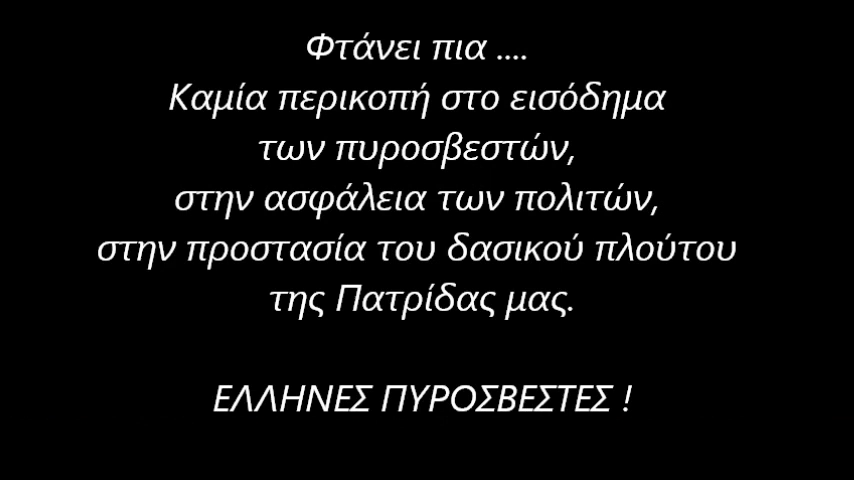 Φτάνει πια ....
Καμία περικοπή στο εισόδημα
των πυροσβεστών,
στην ασφάλεια των πολιτών,
στην προστασία του δασικού πλούτου
της Πατρίδας μας.
ΕΛΛΗΝΕΣ ΠΥΡΟΣΒΕΣΤΕΣ !